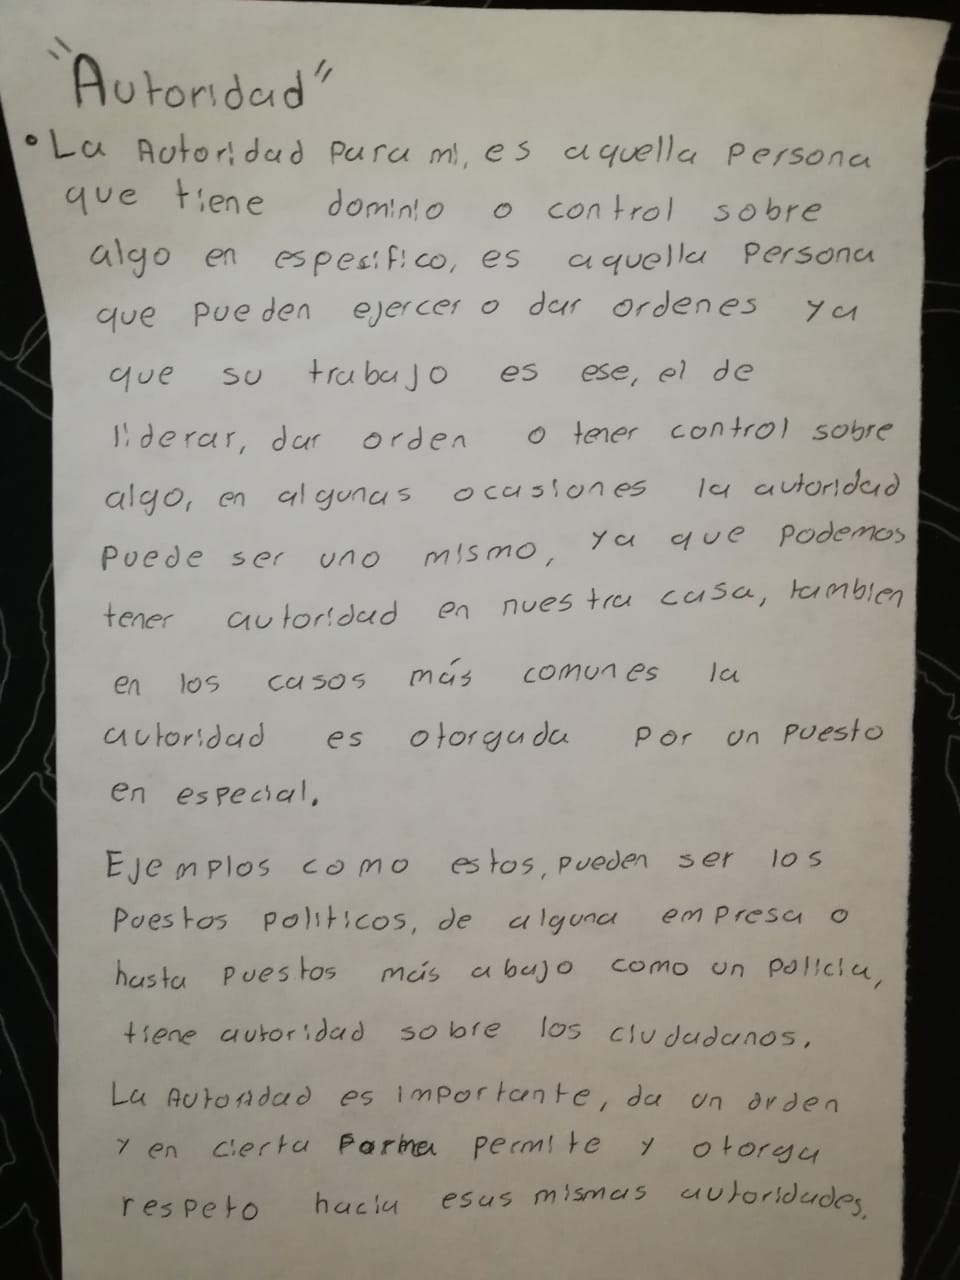 "Autoridad"
• La Autoridad para mi, es aquella persona
que tiene dominio o control sobre
algo en espesifico, es aquella persona
que pueden ejercer o dar ordenes ya
que su trabajo es ese, el de
liderar, dar orden o tener control sobre
algo, en algunas ocasiones la autoridad
puede ser uno mismo, ya que podemos
tener autoridad en nuestra casa, tambien
en los casos más comunes la
autoridad es otorgada por un puesto
en especial.
Ejemplos como estos, pueden ser los
puestos politicos, de alguna empresa o
hasta puestos más abajo como un policia,
tiene autoridad sobre los ciudadanos.
La Autoridad es importante, da un orden
y en cierta Forma permite y otorga
respeto hacia esas mismas autoridades.